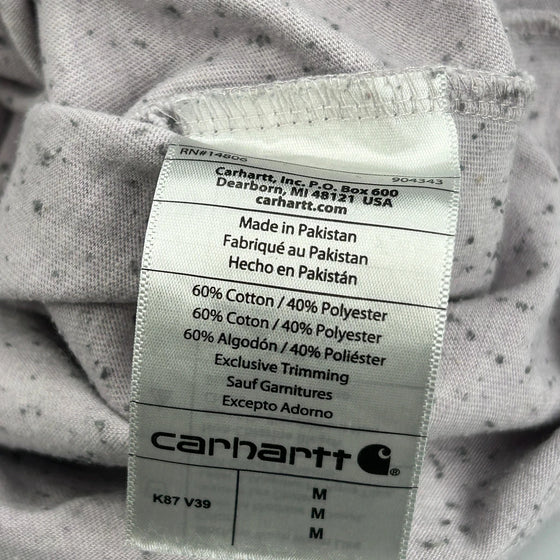 RN#14806 904343
Carhartt, Inc. P.O. Box 600
Dearborn, MI 48121 USA
carhartt.com
Made in Pakistan
Fabriqué au Pakistan
Hecho en Pakistán
60% Cotton / 40% Polyester
60% Coton / 40% Polyester
60% Algodón / 40% Poliéster
Exclusive Trimming
Sauf Garnitures
Excepto Adorno
carhartt ®
K87 V39
M
M
M